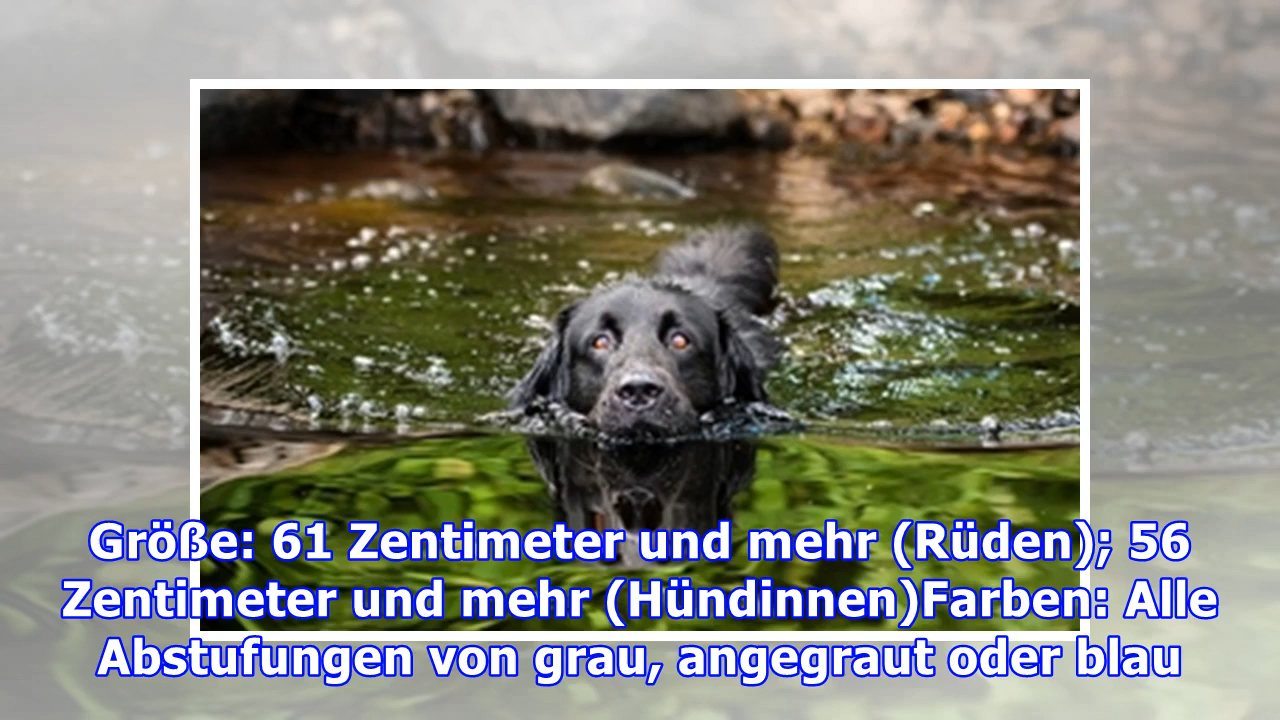 Größe: 61 Zentimeter und mehr (Rüden); 56
Zentimeter und mehr (Hündinnen)Farben: Alle
Abstufungen von grau, angegraut oder blau